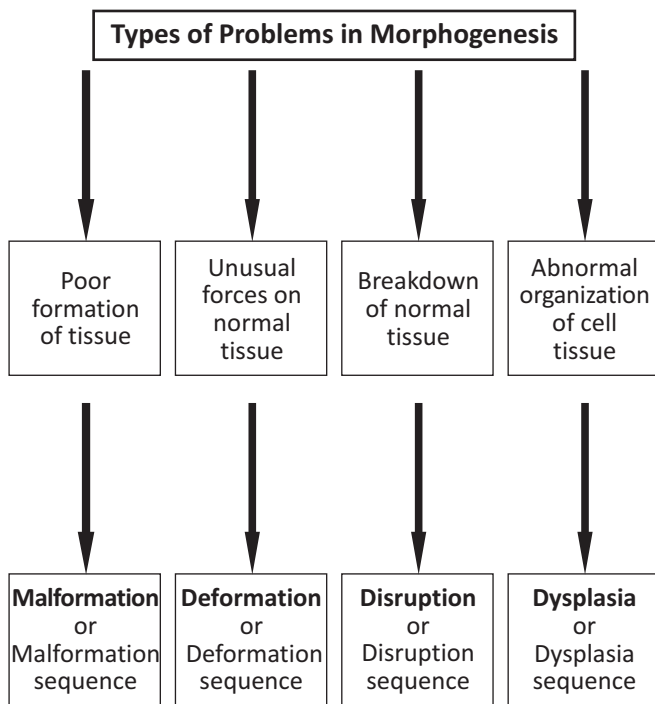 Types of Problems in Morphogenesis
Poor
formation
of tissue
Unusual
forces on
normal
tissue
Breakdown
of normal
tissue
Abnormal
organization
of cell
tissue
Malformation
or
Malformation
sequence
Deformation
or
Deformation
sequence
Disruption
or
Disruption
sequence
Dysplasia
or
Dysplasia
sequence